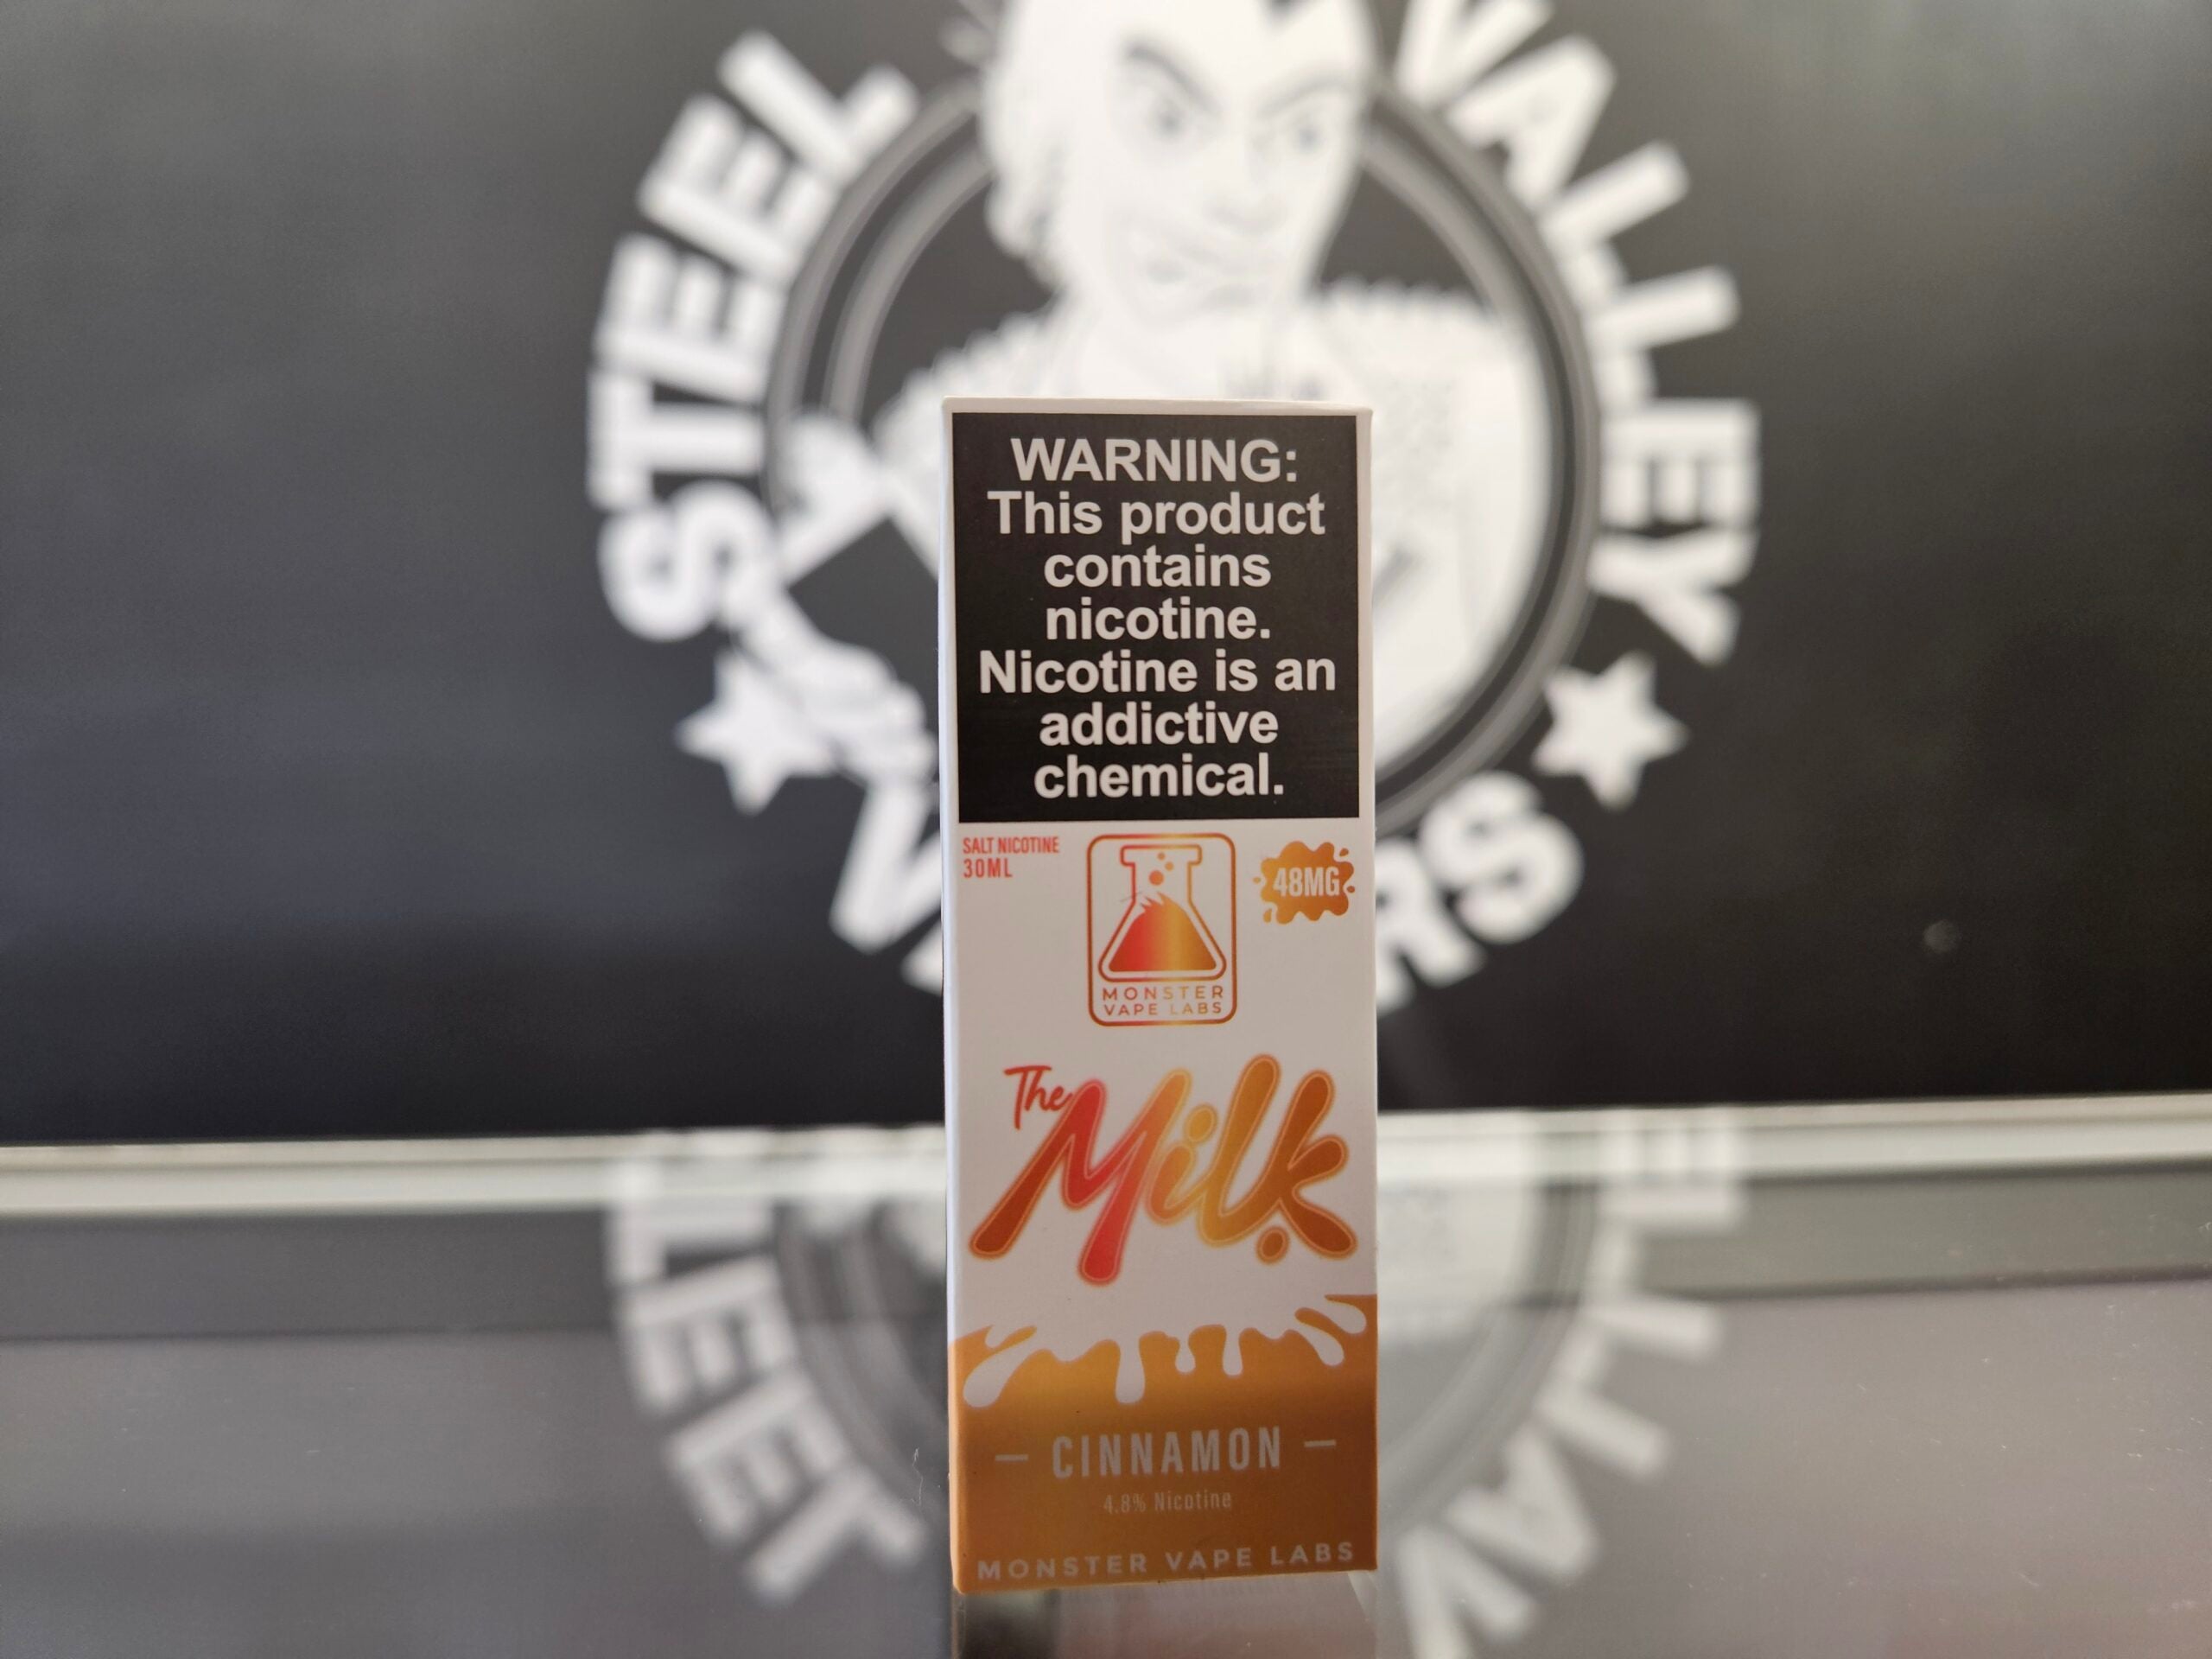 STEEL VALLEY
WARNING:
This product
contains
nicotine.
Nicotine is an
addictive
chemical.
SALT NICOTINE
30ML
48MG
MONSTER
VAPE LABS
The
Milk
— CINNAMON —
4.8% Nicotine
MONSTER VAPE LABS